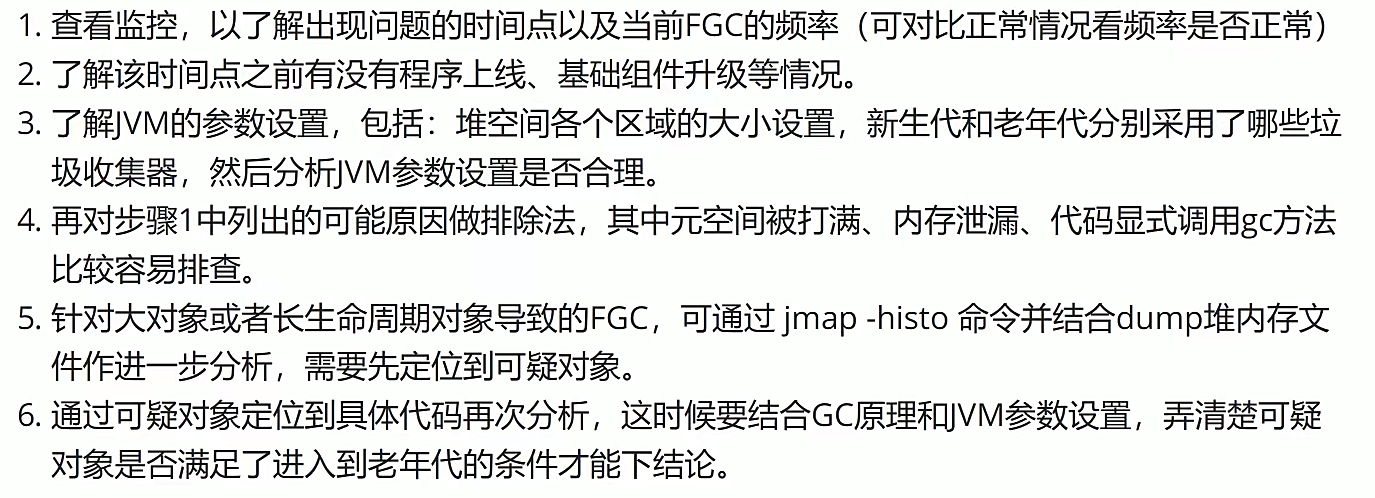 1. 查看监控，以了解出现问题的时间点以及当前FGC的频率（可对比正常情况看频率是否正常）
2. 了解该时间点之前有没有程序上线、基础组件升级等情况。
3. 了解JVM的参数设置，包括：堆空间各个区域的大小设置，新生代和老年代分别采用了哪些垃
圾收集器，然后分析JVM参数设置是否合理。
4. 再对步骤1中列出的可能原因做排除法，其中元空间被打满、内存泄漏、代码显式调用gc方法
比较容易排查。
5. 针对大对象或者长生命周期对象导致的FGC，可通过 jmap -histo 命令并结合dump堆内存文
件作进一步分析，需要先定位到可疑对象。
6. 通过可疑对象定位到具体代码再次分析，这时候要结合GC原理和JVM参数设置，弄清楚可疑
对象是否满足了进入到老年代的条件才能下结论。